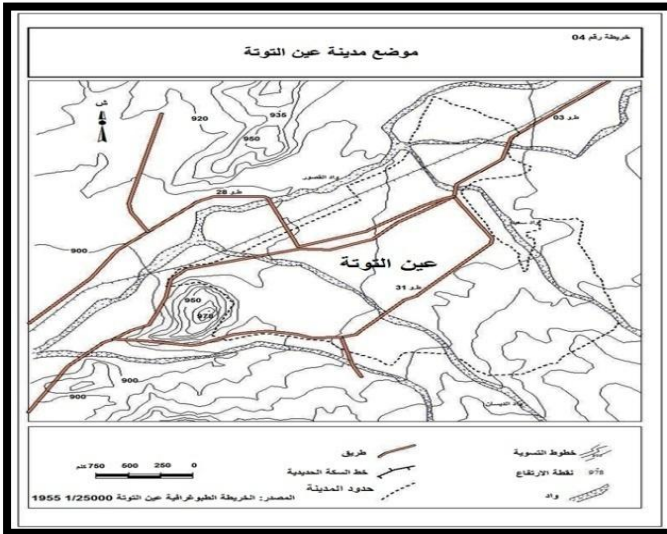 خريطة رقم 04
موضع مدينة عين التوتة
ش
920
935
950
ط.و 03
واد القصور
ط.و 28
900
عين التوتة
ط.و 31
950
978
900
900
خطوط التسوية
نقطة الارتفاع
978
واد
طريق
خط السكة الحديدية
حدود المدينة
750 500 250 0
كلم
المصدر: الخريطة الطبوغرافية عين التوتة 1/25000 1955